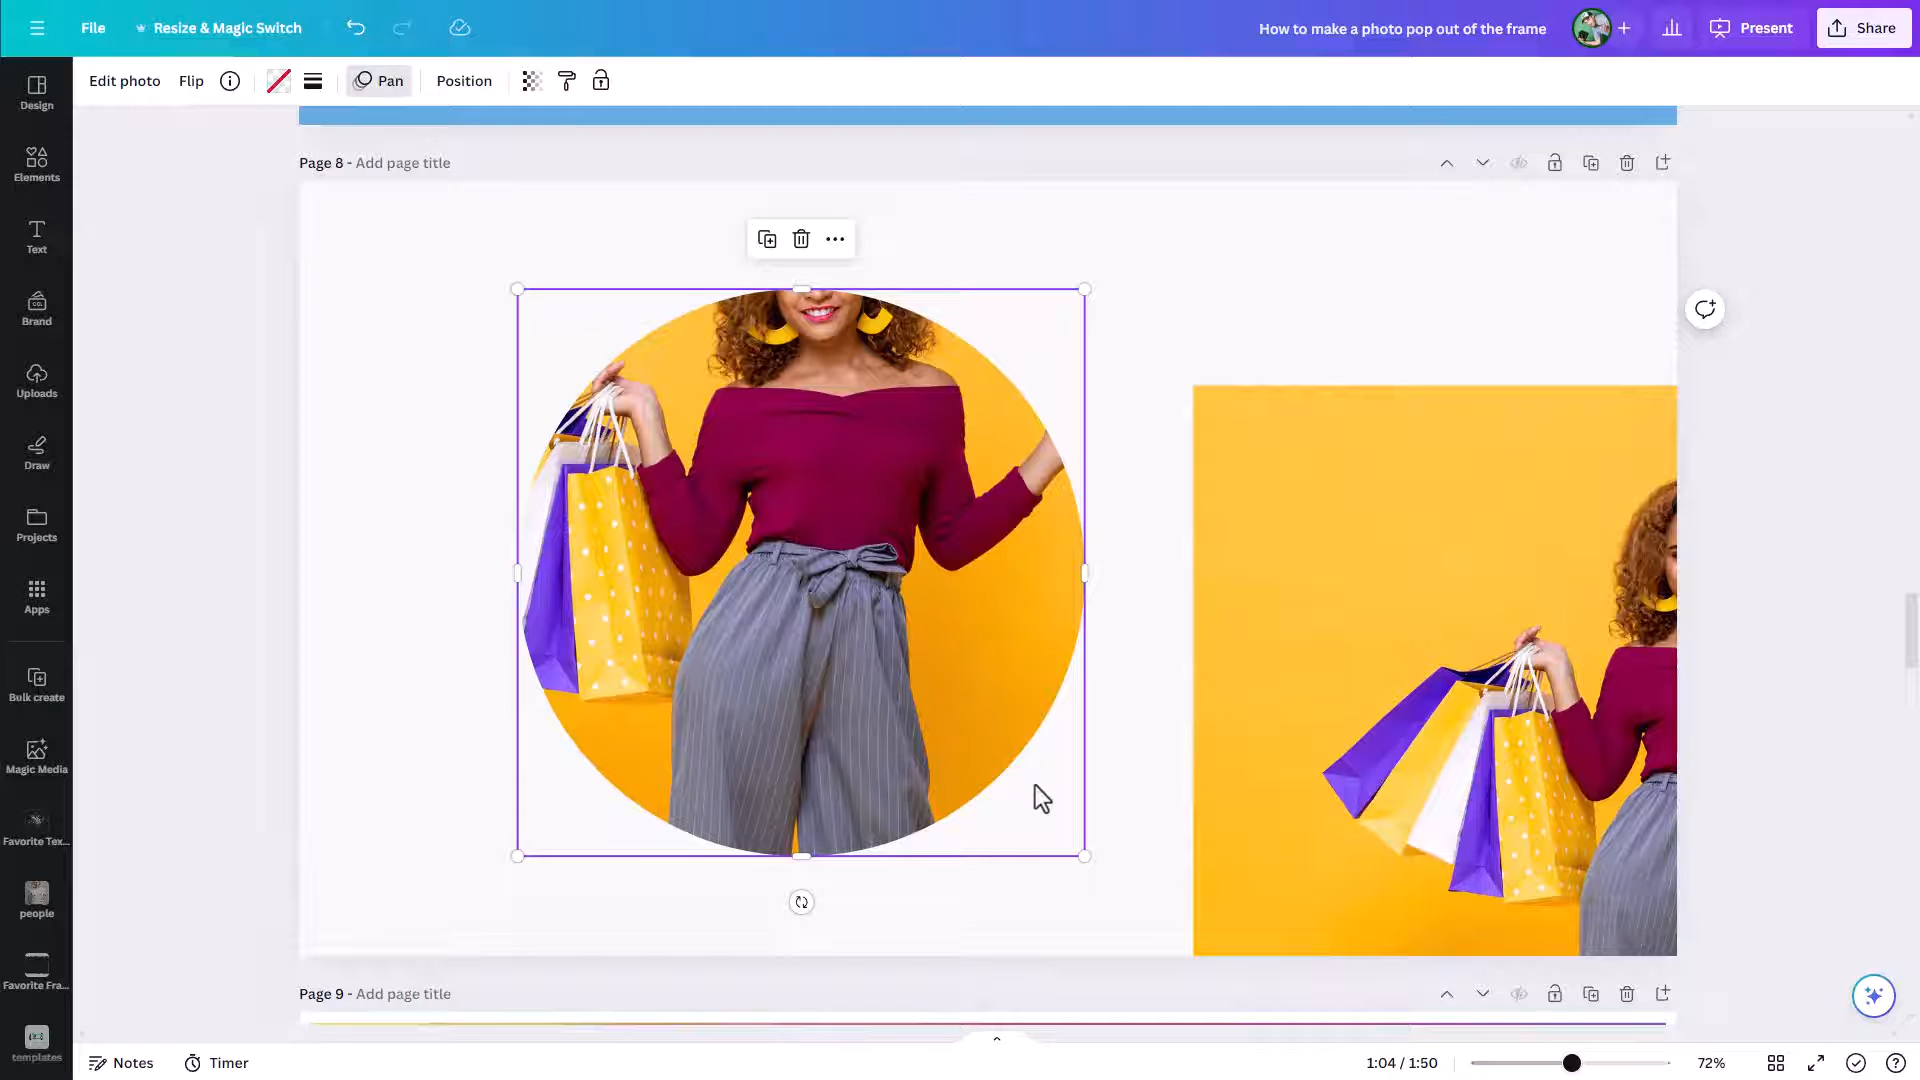 File
Resize & Magic Switch
How to make a photo pop out of the frame
Present
Share
Edit photo
Flip
Pan
Position
Design
Elements
Text
Brand
Uploads
Draw
Projects
Apps
Bulk create
Magic Media
Favorite Tex...
people
Favorite Fra...
templates
Page 8 - Add page title
Page 9 - Add page title
Notes
Timer
1:04 / 1:50
72%